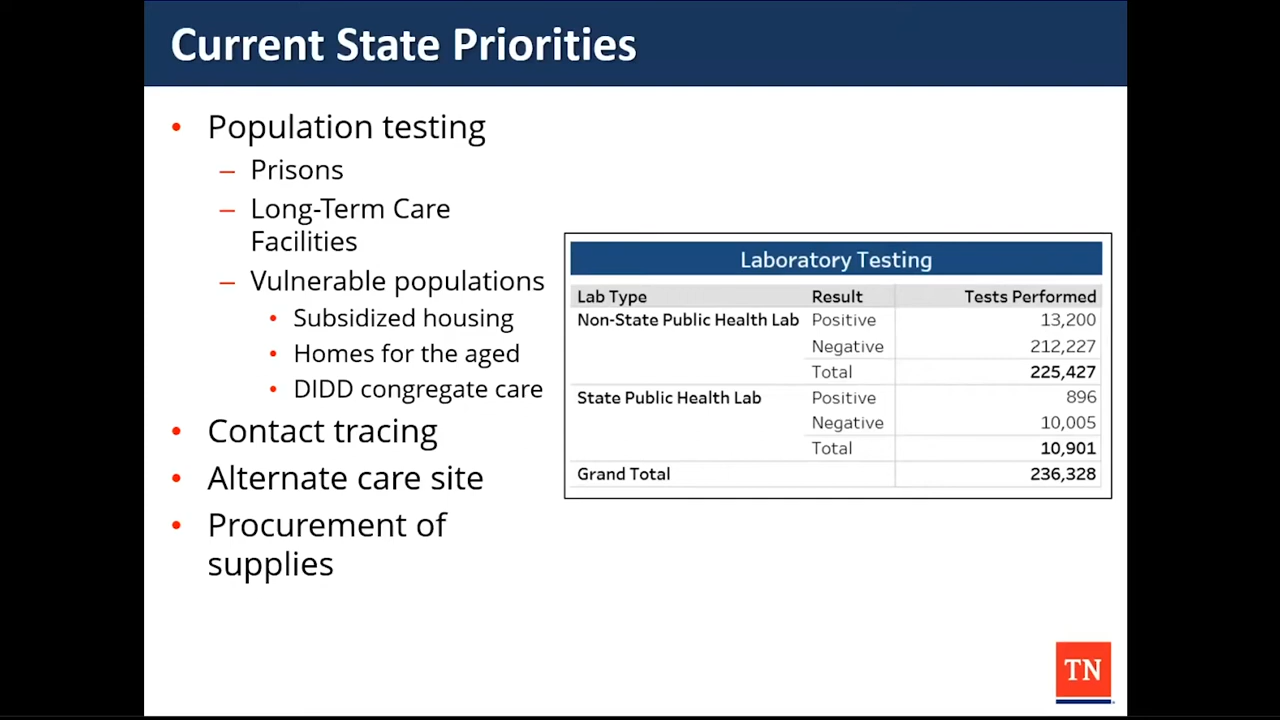 Current State Priorities
• Population testing
– Prisons
– Long-Term Care
Facilities
– Vulnerable populations
• Subsidized housing
• Homes for the aged
• DIDD congregate care
• Contact tracing
• Alternate care site
• Procurement of
supplies
Laboratory Testing
Lab Type Result Tests Performed
Non-State Public Health Lab Positive 13,200
Negative 212,227
Total 225,427
State Public Health Lab Positive 896
Negative 10,005
Total 10,901
Grand Total 236,328
TN